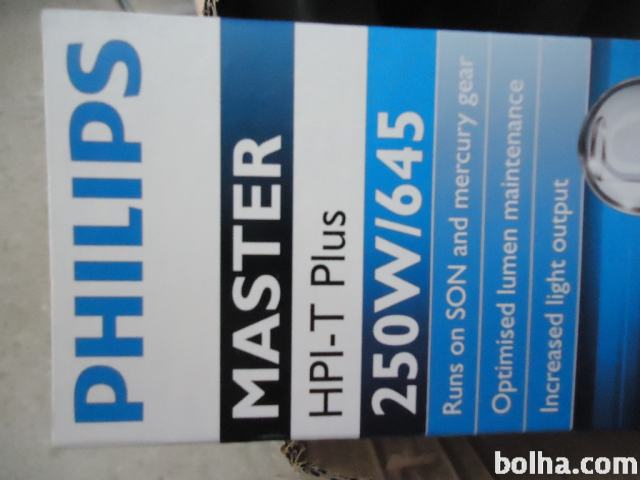 PHILIPS
MASTER
HPI-T Plus
250W/645
Runs on SON and mercury gear
Optimised lumen maintenance
Increased light output
bolha.com